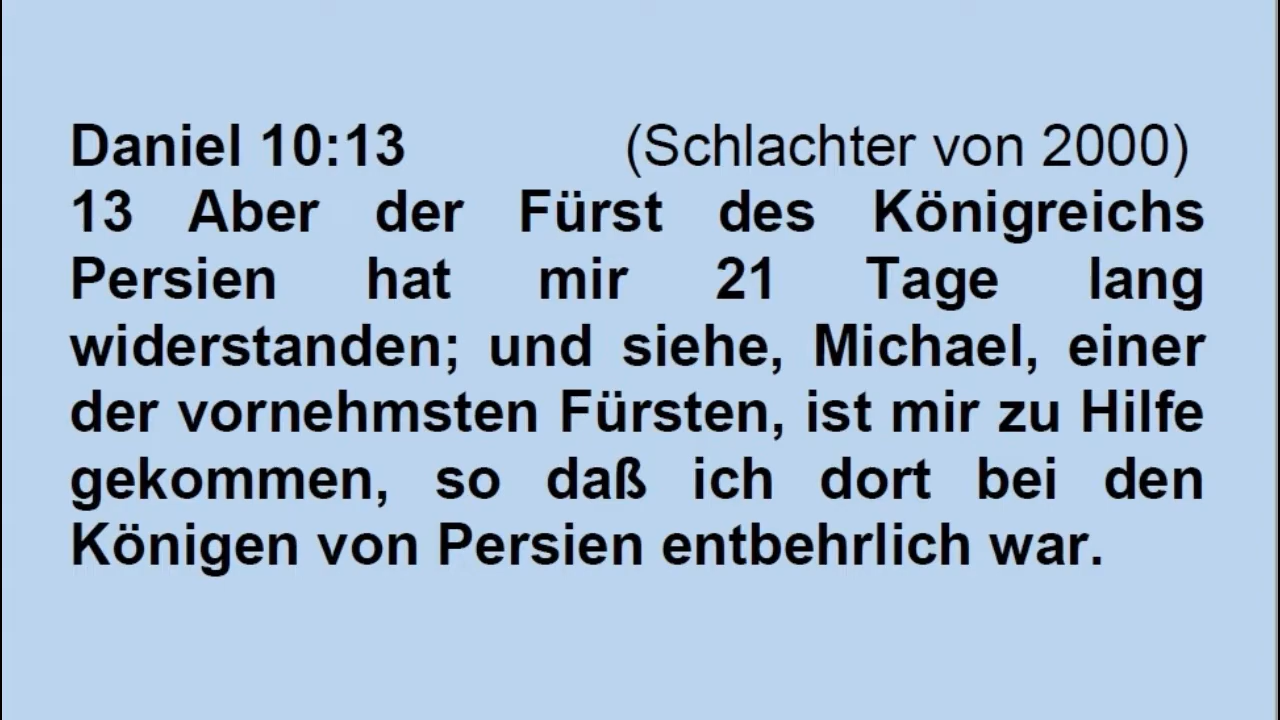 Daniel 10:13 (Schlachter von 2000)
13 Aber der Fürst des Königreichs
Persien hat mir 21 Tage lang
widerstanden; und siehe, Michael, einer
der vornehmsten Fürsten, ist mir zu Hilfe
gekommen, so daß ich dort bei den
Königen von Persien entbehrlich war.